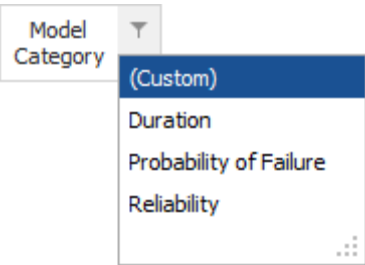 Model
Category
(Custom)
Duration
Probability of Failure
Reliability